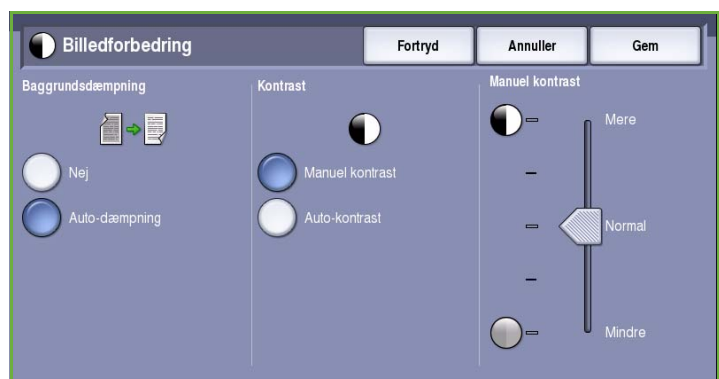 Billedforbedring
Fortryd
Annuller
Gem
Baggrundsdæmpning
Nej
Auto-dæmpning
Kontrast
Manuel kontrast
Auto-kontrast
Manuel kontrast
Mere
Normal
Mindre